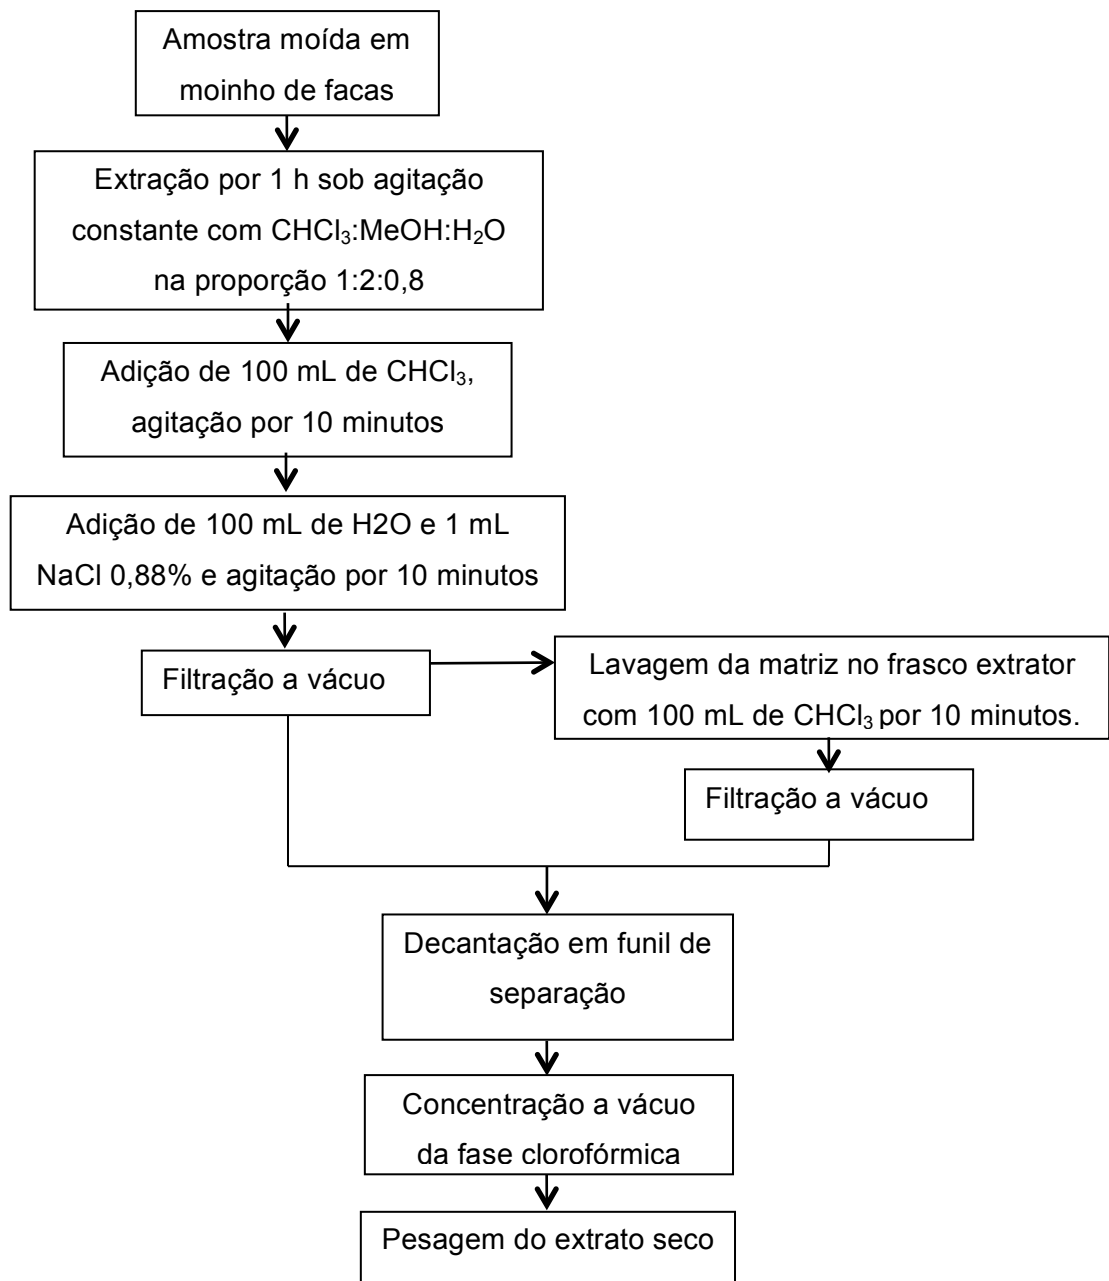 Amostra moída em
moinho de facas
Extração por 1 h sob agitação
constante com CHCl₃:MeOH:H₂O
na proporção 1:2:0,8
Adição de 100 mL de CHCl₃,
agitação por 10 minutos
Adição de 100 mL de H2O e 1 mL
NaCl 0,88% e agitação por 10 minutos
Filtração a vácuo
Lavagem da matriz no frasco extrator
com 100 mL de CHCl₃ por 10 minutos.
Filtração a vácuo
Decantação em funil de
separação
Concentração a vácuo
da fase clorofórmica
Pesagem do extrato seco